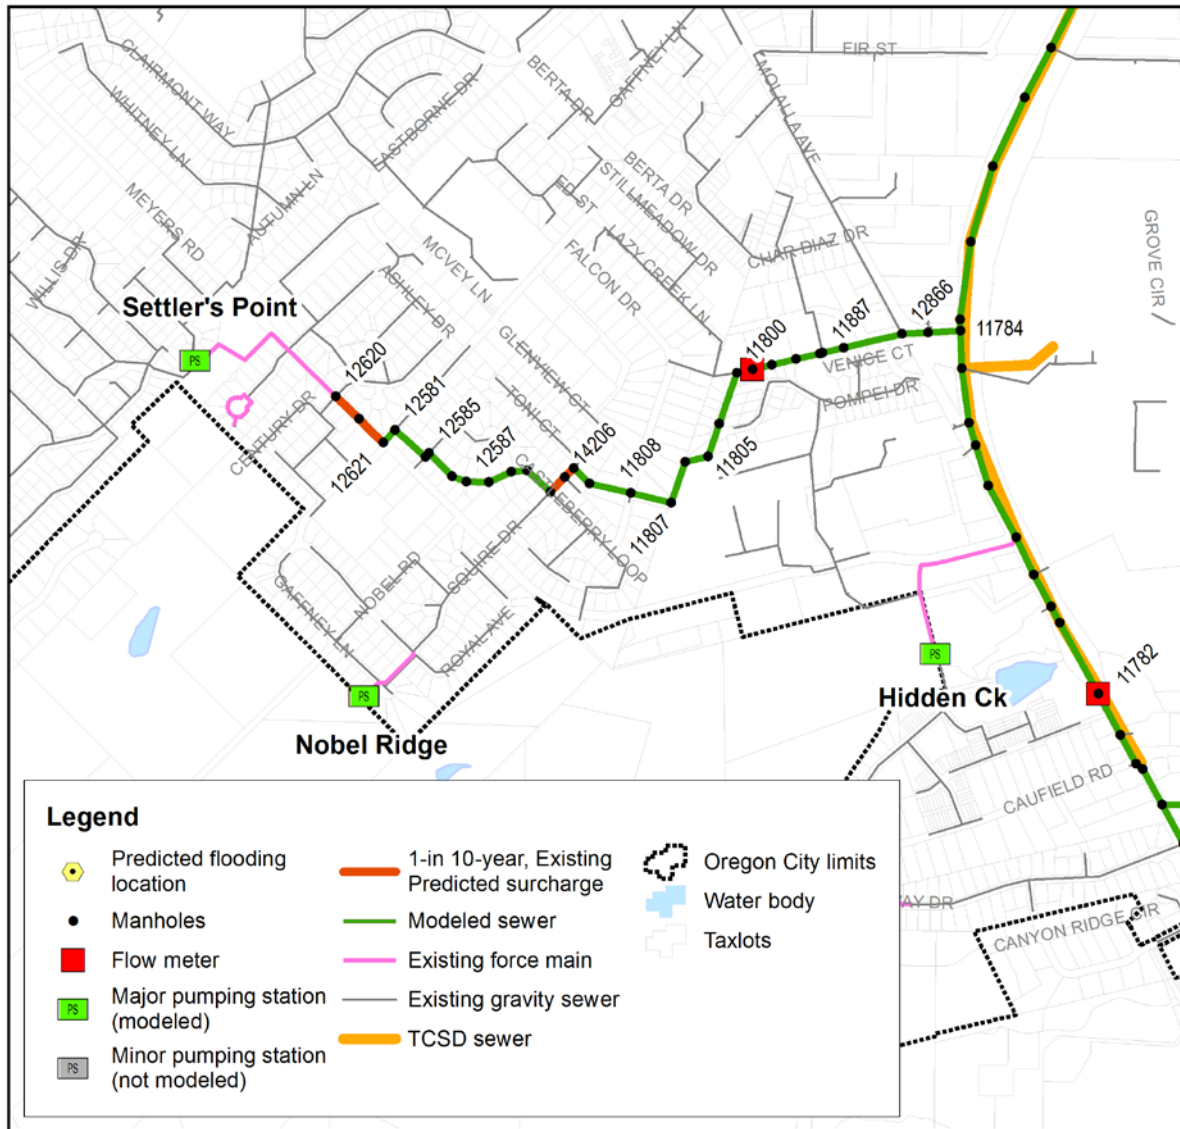 FIR ST
CLAIRMONT WAY
WHITNEY LN
EASTBORNE DR
BERTA DR
GAFFNEY LN
MOLALLA AVE
MEYERS RD
AUTUMN LN
WILLIS DR
MCVEY LN
ASHLEY DR
BERTA DR
STILLMEADOW DR
ED ST
LAZY CREEK LN
FALCON DR
CHAR DIAZ DR
GROVE CIR
Settler's Point
PS
GLENVIEW CT
TONI CT
12620
12581
12585
12587
12621
14206
11808
11807
11805
11800
11887
12866
11784
VENICE CT
POMPEI DR
CENTURY DR
CASTLEBERRY LOOP
SQUIRE DR
NOBEL RD
GAFFNEY LN
ROYAL AVE
PS
Nobel Ridge
PS
Hidden Ck
11782
CAUFIELD RD
WAY DR
CANYON RIDGE CIR
Legend
Predicted flooding
location
Manholes
Flow meter
PS
Major pumping station
(modeled)
PS
Minor pumping station
(not modeled)
1-in 10-year, Existing
Predicted surcharge
Modeled sewer
Existing force main
Existing gravity sewer
TCSD sewer
Oregon City limits
Water body
Taxlots